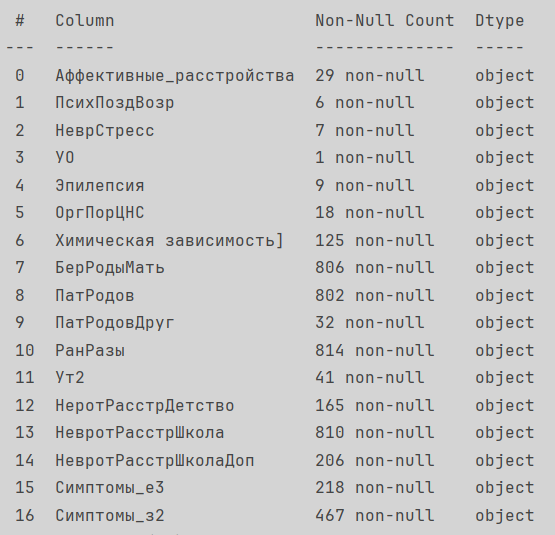 # Column Non-Null Count Dtype
--- ------ -------------- -----
0 Аффективные_расстройства 29 non-null object
1 ПсихПоздВозр 6 non-null object
2 НеврСтресс 7 non-null object
3 УО 1 non-null object
4 Эпилепсия 9 non-null object
5 ОргПорЦНС 18 non-null object
6 Химическая зависимость] 125 non-null object
7 БерРодыМать 806 non-null object
8 ПатРодов 802 non-null object
9 ПатРодовДруг 32 non-null object
10 РанРазы 814 non-null object
11 Ут2 41 non-null object
12 НеротРасстрДетство 165 non-null object
13 НевротРасстрШкола 810 non-null object
14 НевротРасстрШколаДоп 206 non-null object
15 Симптомы_е3 218 non-null object
16 Симптомы_з2 467 non-null object